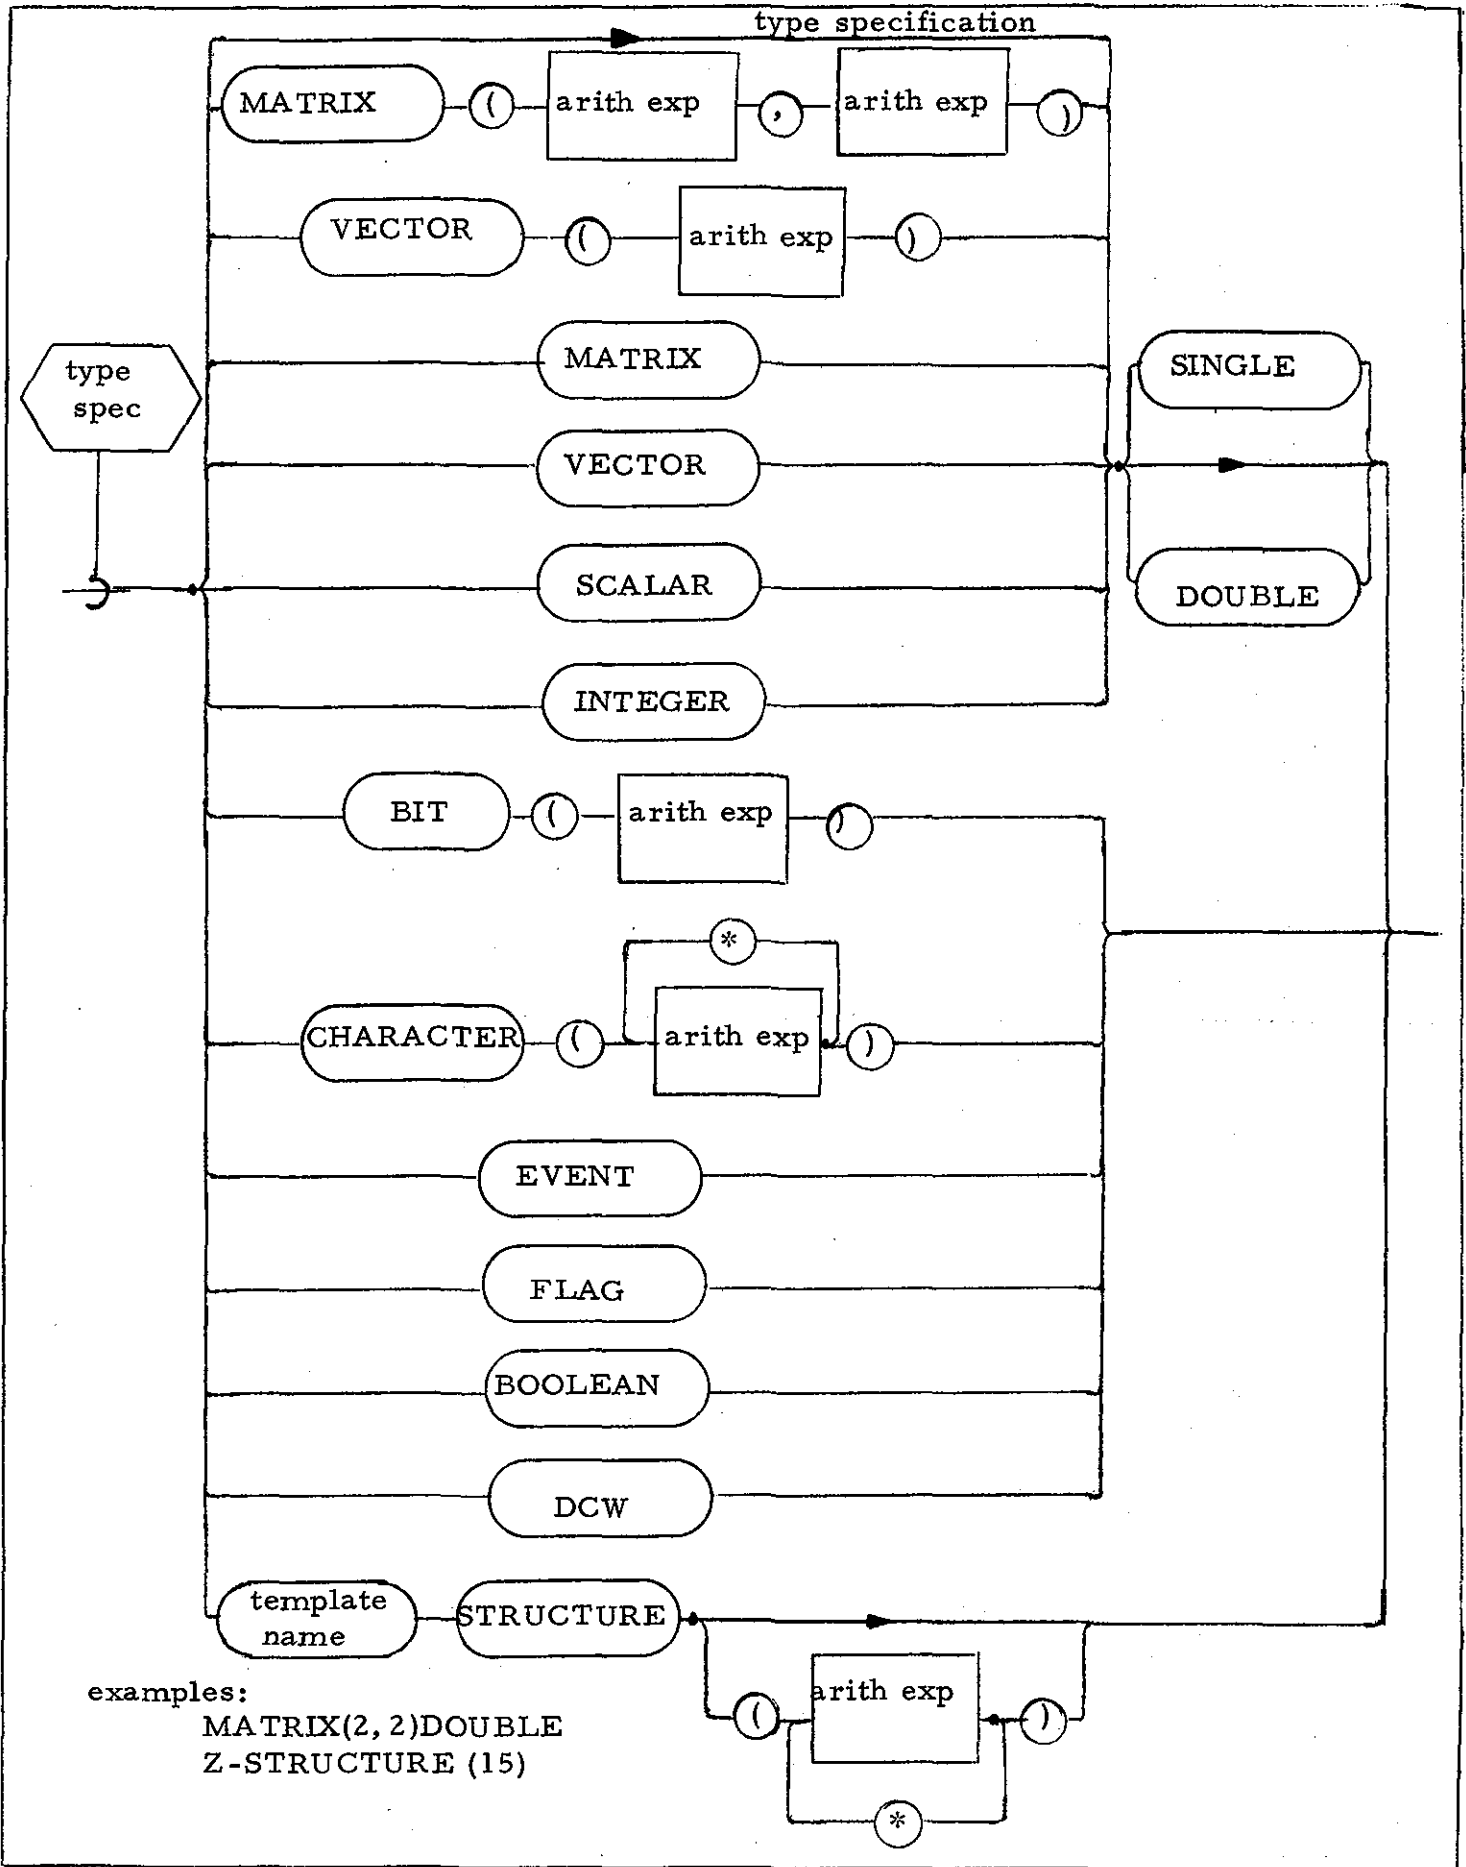 type specification
MATRIX ( arith exp , arith exp )
VECTOR ( arith exp )
MATRIX
SINGLE
type
spec
VECTOR
SCALAR
DOUBLE
INTEGER
BIT ( arith exp )
*
CHARACTER ( arith exp )
EVENT
FLAG
BOOLEAN
DCW
template
name
STRUCTURE
( arith exp )
*
examples:
MATRIX(2,2)DOUBLE
Z-STRUCTURE (15)